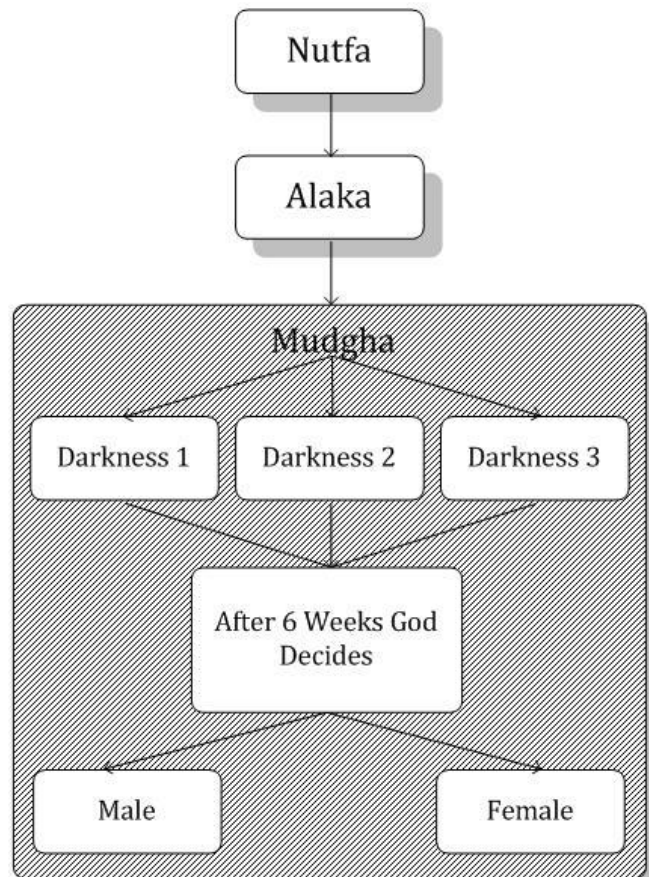 Nutfa
Alaka
Mudgha
Darkness 1
Darkness 2
Darkness 3
After 6 Weeks God
Decides
Male
Female